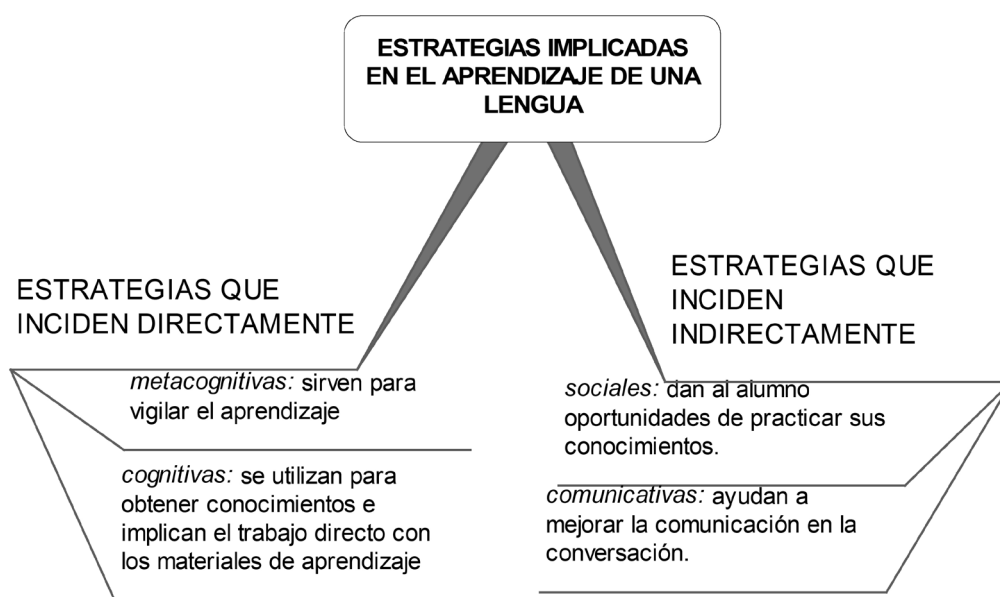 ESTRATEGIAS IMPLICADAS
EN EL APRENDIZAJE DE UNA
LENGUA
ESTRATEGIAS QUE
INCIDEN DIRECTAMENTE
metacognitivas: sirven para
vigilar el aprendizaje
cognitivas: se utilizan para
obtener conocimientos e
implican el trabajo directo con
los materiales de aprendizaje
ESTRATEGIAS QUE
INCIDEN
INDIRECTAMENTE
sociales: dan al alumno
oportunidades de practicar sus
conocimientos.
comunicativas: ayudan a
mejorar la comunicación en la
conversación.